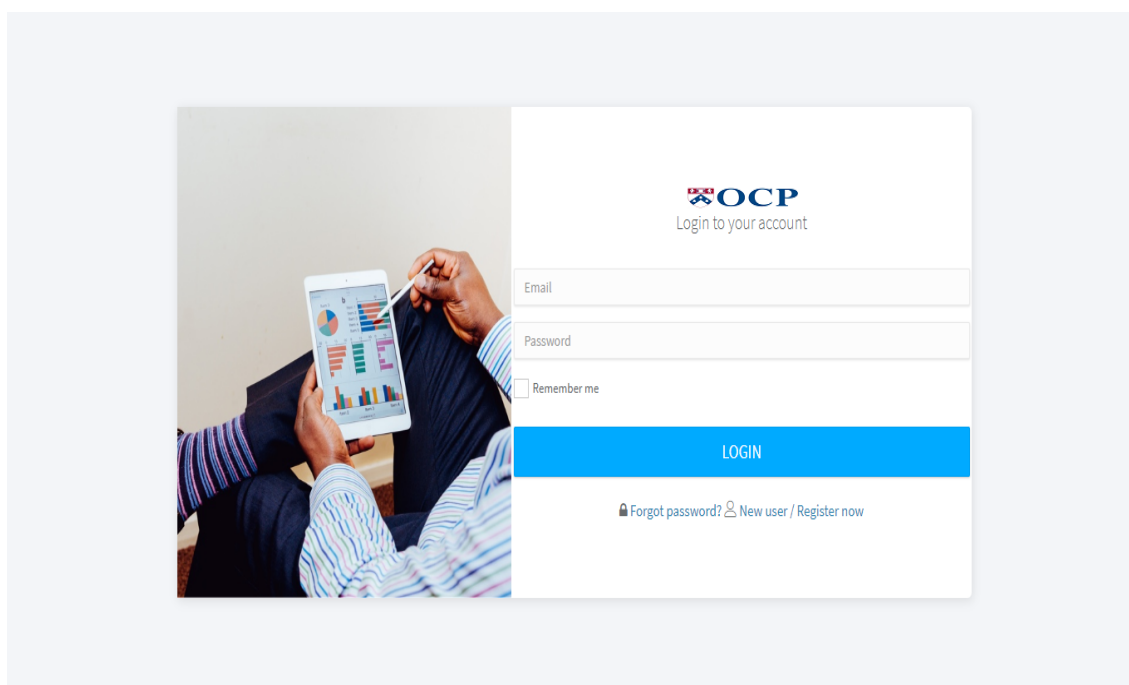 OCP
Login to your account
Email
Password
Remember me
LOGIN
Forgot password? New user / Register now